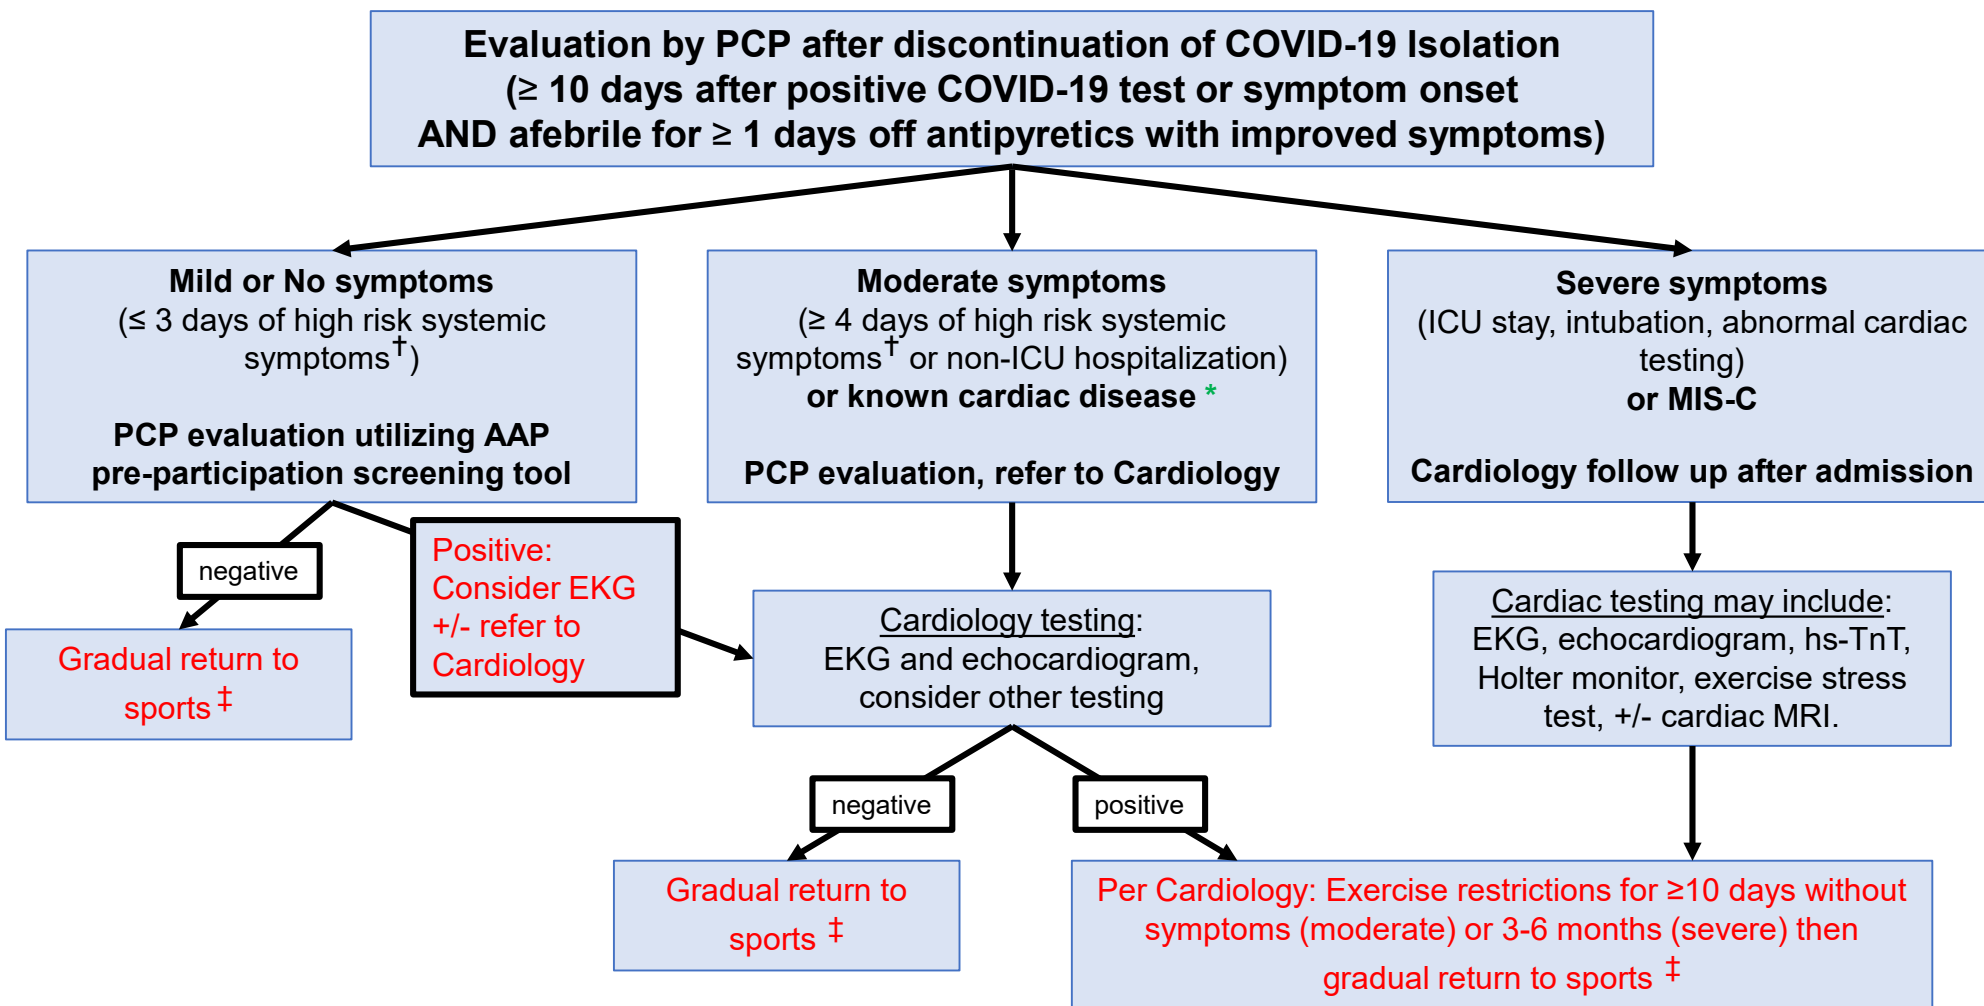 Evaluation by PCP after discontinuation of COVID-19 Isolation
(≥ 10 days after positive COVID-19 test or symptom onset
AND afebrile for ≥ 1 days off antipyretics with improved symptoms)
Mild or No symptoms
(≤ 3 days of high risk systemic
symptoms†)
PCP evaluation utilizing AAP
pre-participation screening tool
Moderate symptoms
(≥ 4 days of high risk systemic
symptoms† or non-ICU hospitalization)
or known cardiac disease *
PCP evaluation, refer to Cardiology
Severe symptoms
(ICU stay, intubation, abnormal cardiac
testing)
or MIS-C
Cardiology follow up after admission
negative
Positive:
Consider EKG
+/- refer to
Cardiology
Gradual return to
sports ‡
Cardiology testing:
EKG and echocardiogram,
consider other testing
Cardiac testing may include:
EKG, echocardiogram, hs-TnT,
Holter monitor, exercise stress
test, +/- cardiac MRI.
negative
positive
Gradual return to
sports ‡
Per Cardiology: Exercise restrictions for ≥10 days without
symptoms (moderate) or 3-6 months (severe) then
gradual return to sports ‡